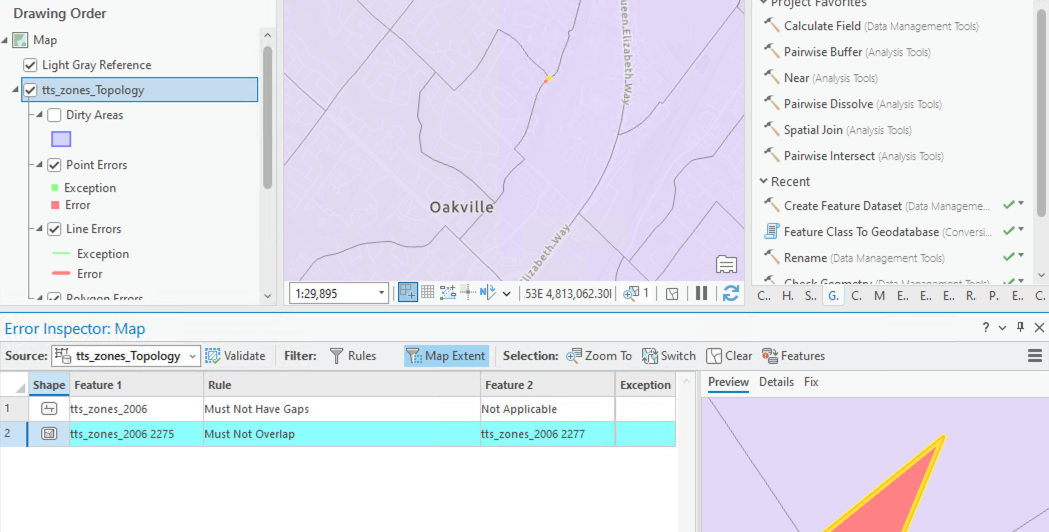 Drawing Order
Map
Light Gray Reference
tts_zones_Topology
Dirty Areas
Point Errors
Exception
Error
Line Errors
Exception
Error
Polygon Errors
Queen Elizabeth Way
Oakville
Elizabeth Way
1:29,895
53E 4,813,062.30
1
Project Favorites
Calculate Field (Data Management Tools)
Pairwise Buffer (Analysis Tools)
Near (Analysis Tools)
Pairwise Dissolve (Analysis Tools)
Spatial Join (Analysis Tools)
Pairwise Intersect (Analysis Tools)
Recent
Create Feature Dataset (Data Manageme...
Feature Class To Geodatabase (Conversi...
Rename (Data Management Tools)
Check Geometry (Data Management Tools)
C... H. S... G. C. M E... E... E... R... P. E... C.
Error Inspector: Map
Source: tts_zones_Topology Validate Filter: Rules Map Extent Selection: Zoom To Switch Clear Features
Shape Feature 1 Rule Feature 2 Exception
1 tts_zones_2006 Must Not Have Gaps Not Applicable
2 tts_zones_2006 2275 Must Not Overlap tts_zones_2006 2277
Preview Details Fix